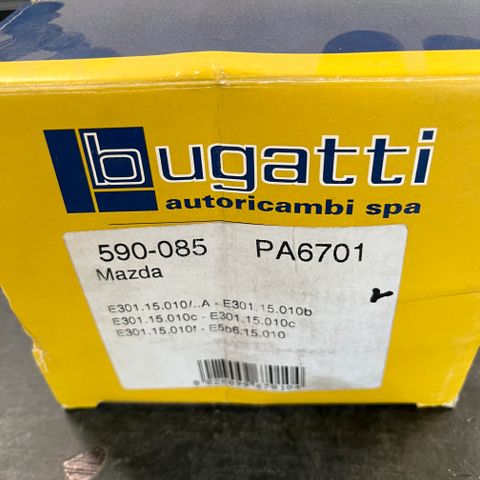 bugatti
autoricambi spa
590-085 PA6701
Mazda
E301.15.010/..A - E301.15.010b
E301.15.010c - E301.15.010c
E301.15.010f - E5b6.15.010